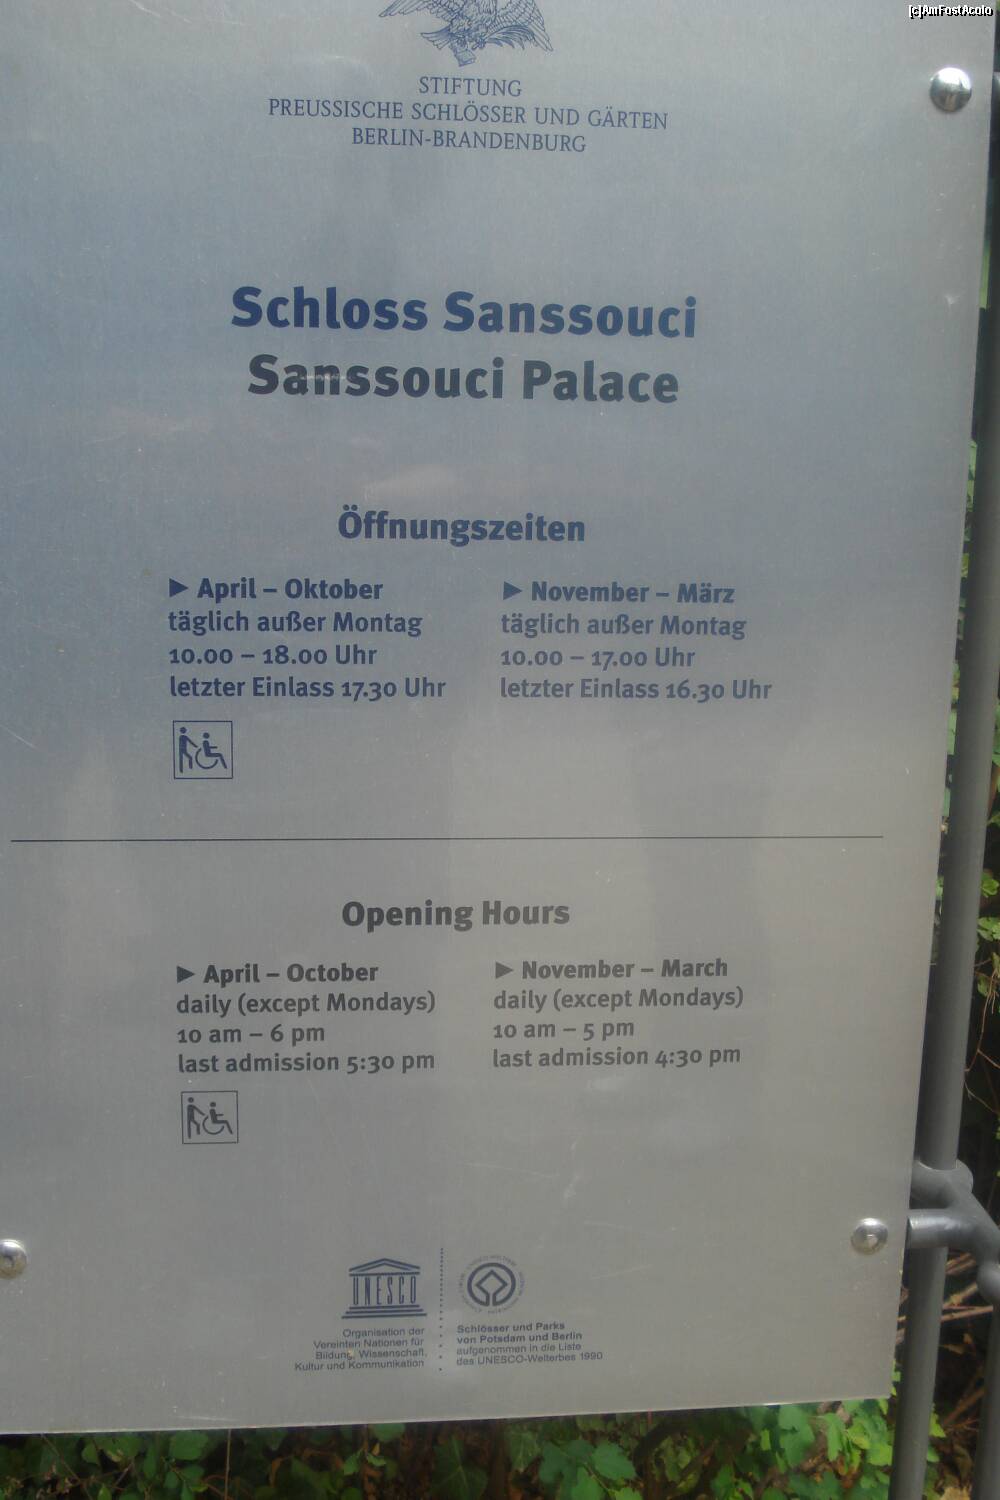 [c]AmFostAcolo
STIFTUNG
PREUSSISCHE SCHLÖSSER UND GÄRTEN
BERLIN-BRANDENBURG
Schloss Sanssouci
Sanssouci Palace
Öffnungszeiten
► April – Oktober
täglich außer Montag
10.00 – 18.00 Uhr
letzter Einlass 17.30 Uhr
► November – März
täglich außer Montag
10.00 – 17.00 Uhr
letzter Einlass 16.30 Uhr
Opening Hours
► April – October
daily (except Mondays)
10 am – 6 pm
last admission 5:30 pm
► November – March
daily (except Mondays)
10 am – 5 pm
last admission 4:30 pm
UNESCO
Organisation der
Vereinten Nationen für
Bildung, Wissenschaft,
Kultur und Kommunikation
Schlösser und Parks
von Potsdam und Berlin
aufgenommen in die Liste
des UNESCO-Welterbes 1990